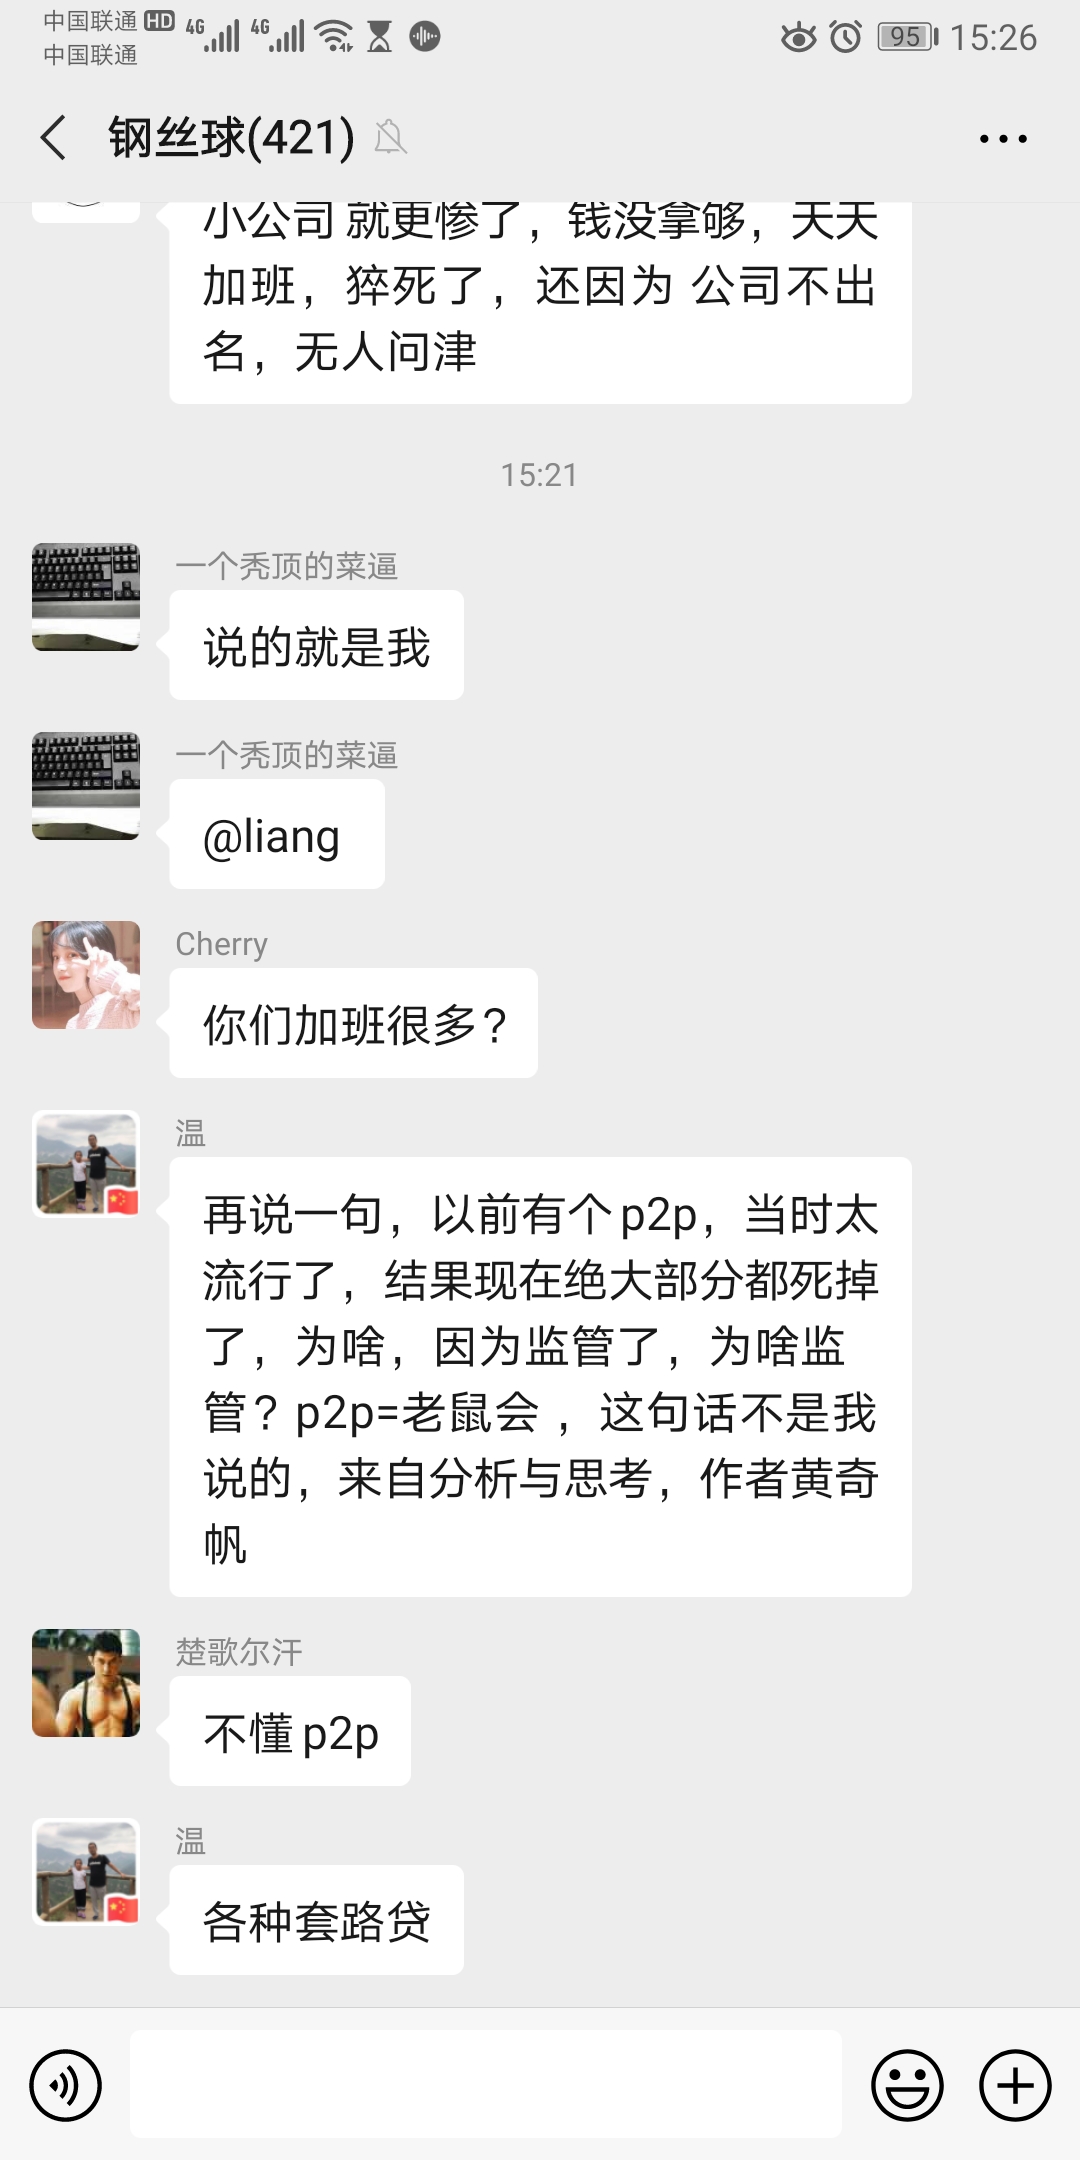 中国联通 HD 4G 4G 95 15:26
中国联通
钢丝球(421)
小公司 就更惨了，钱没拿够，天天
加班，猝死了，还因为 公司不出
名，无人问津
15:21
一个秃顶的菜逼
说的就是我
一个秃顶的菜逼
@liang
Cherry
你们加班很多?
温
再说一句，以前有个p2p，当时太
流行了，结果现在绝大部分都死掉
了，为啥，因为监管了，为啥监
管? p2p=老鼠会 ，这句话不是我
说的，来自分析与思考，作者黄奇
帆
楚歌尔汗
不懂p2p
温
各种套路贷